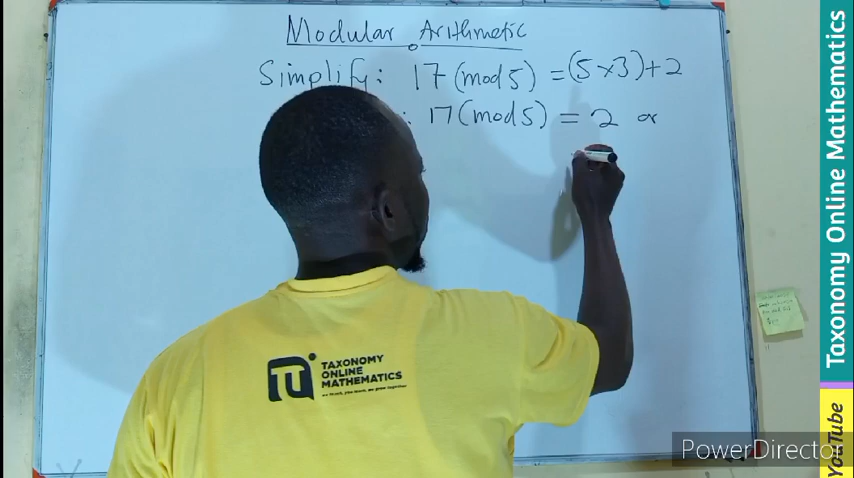 Modular Arithmetic
Simplify: 17 (mod 5) = (5 x 3) + 2
: 17 (mod 5) = 2 or
TAXONOMY
ONLINE
MATHEMATICS
Taxonomy Online Mathematics
YouTube
PowerDirector